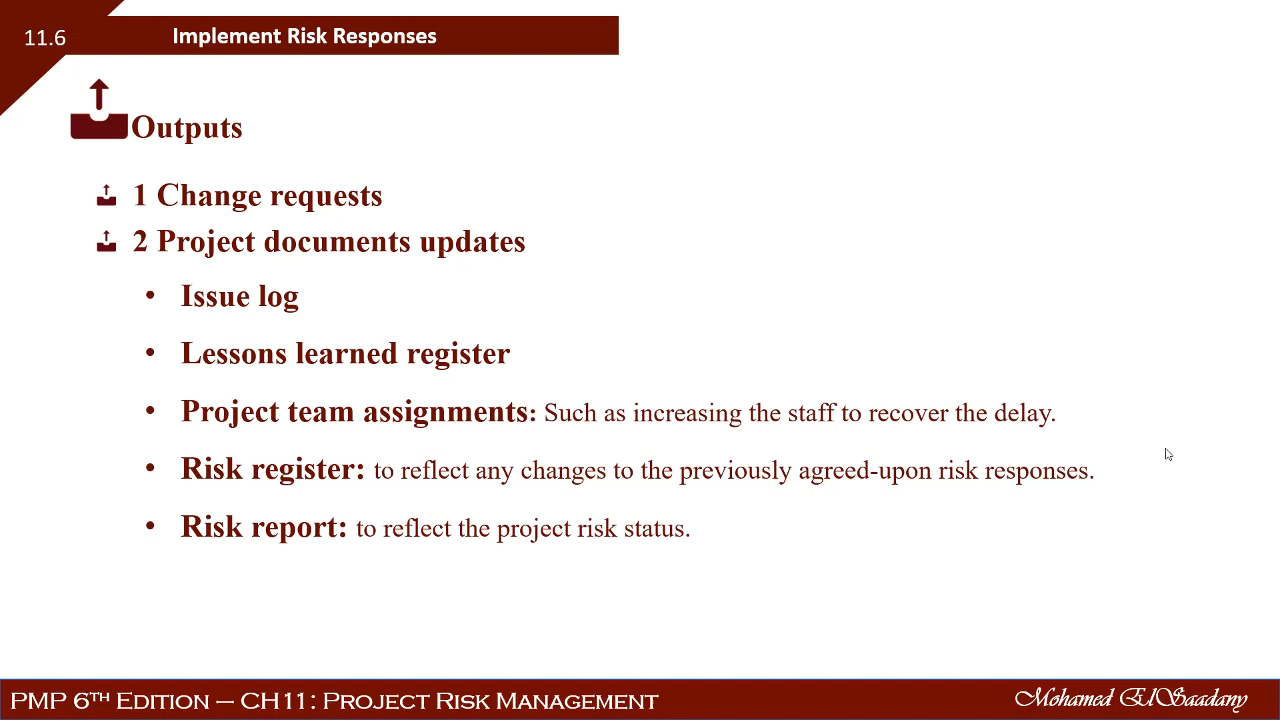 11.6
Implement Risk Responses
Outputs
1 Change requests
2 Project documents updates
• Issue log
• Lessons learned register
• Project team assignments: Such as increasing the staff to recover the delay.
• Risk register: to reflect any changes to the previously agreed-upon risk responses.
• Risk report: to reflect the project risk status.
PMP 6TH Edition – CH11: Project Risk Management
Mohamed ElSaadany